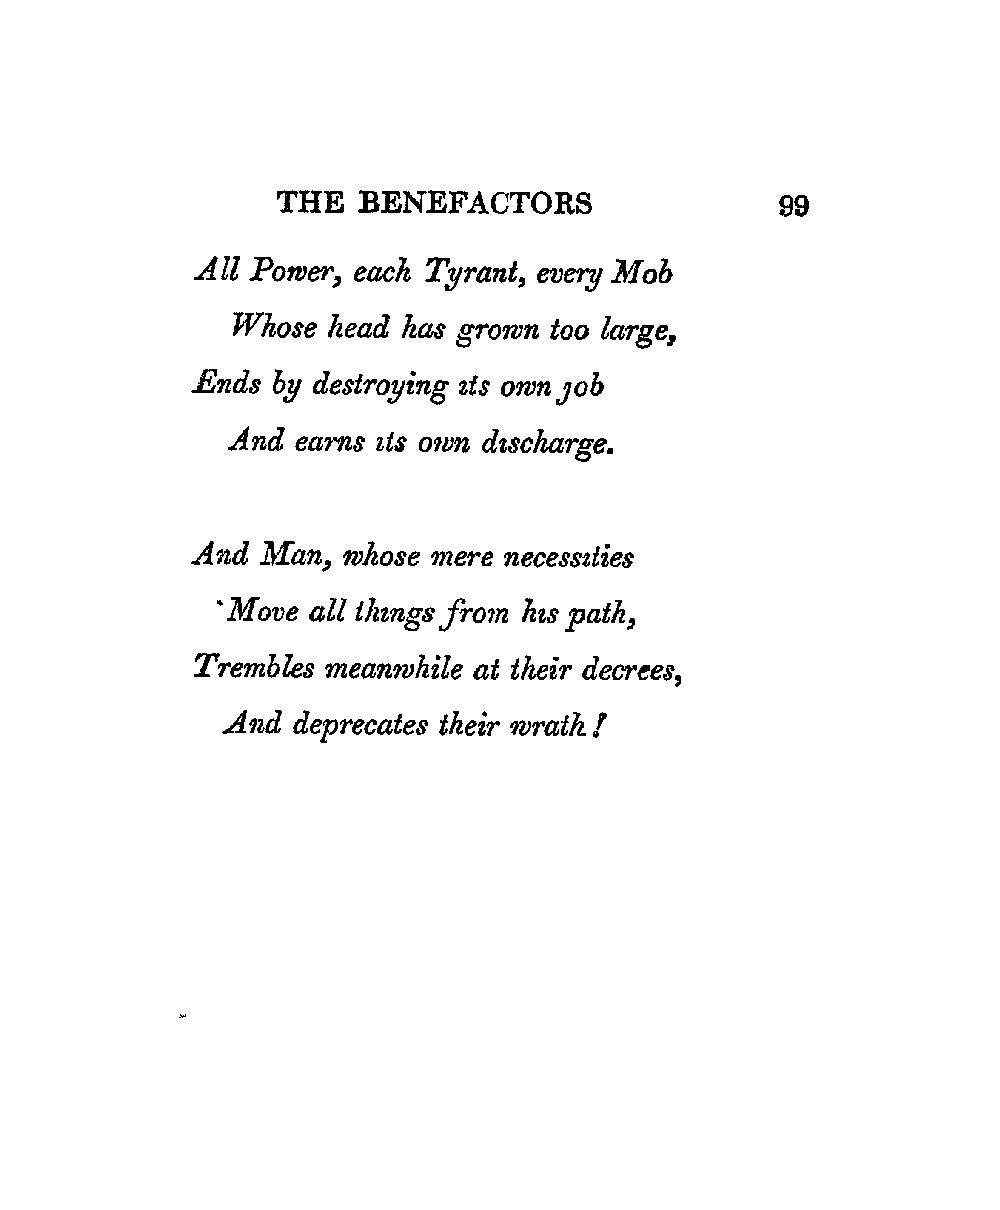 THE BENEFACTORS 99
All Power, each Tyrant, every Mob
Whose head has grown too large,
Ends by destroying its own job
And earns its own discharge.
And Man, whose mere necessities
Move all things from his path,
Trembles meanwhile at their decrees,
And deprecates their wrath!